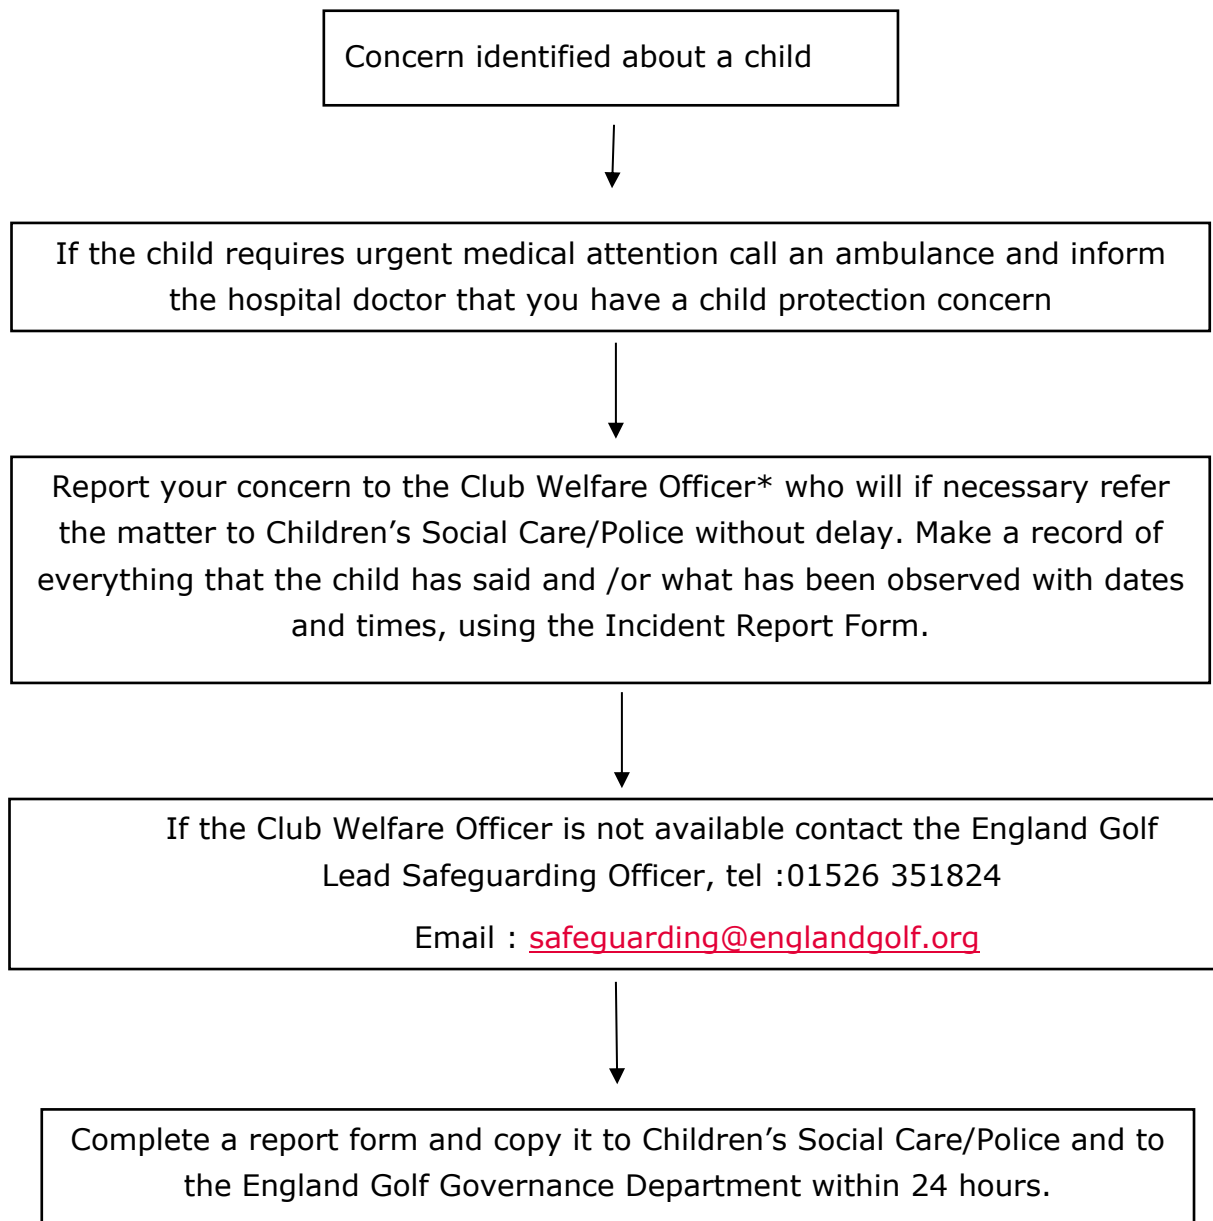 Concern identified about a child
If the child requires urgent medical attention call an ambulance and inform
the hospital doctor that you have a child protection concern
Report your concern to the Club Welfare Officer* who will if necessary refer
the matter to Children’s Social Care/Police without delay. Make a record of
everything that the child has said and /or what has been observed with dates
and times, using the Incident Report Form.
If the Club Welfare Officer is not available contact the England Golf
Lead Safeguarding Officer, tel :01526 351824
Email : safeguarding@englandgolf.org
Complete a report form and copy it to Children’s Social Care/Police and to
the England Golf Governance Department within 24 hours.